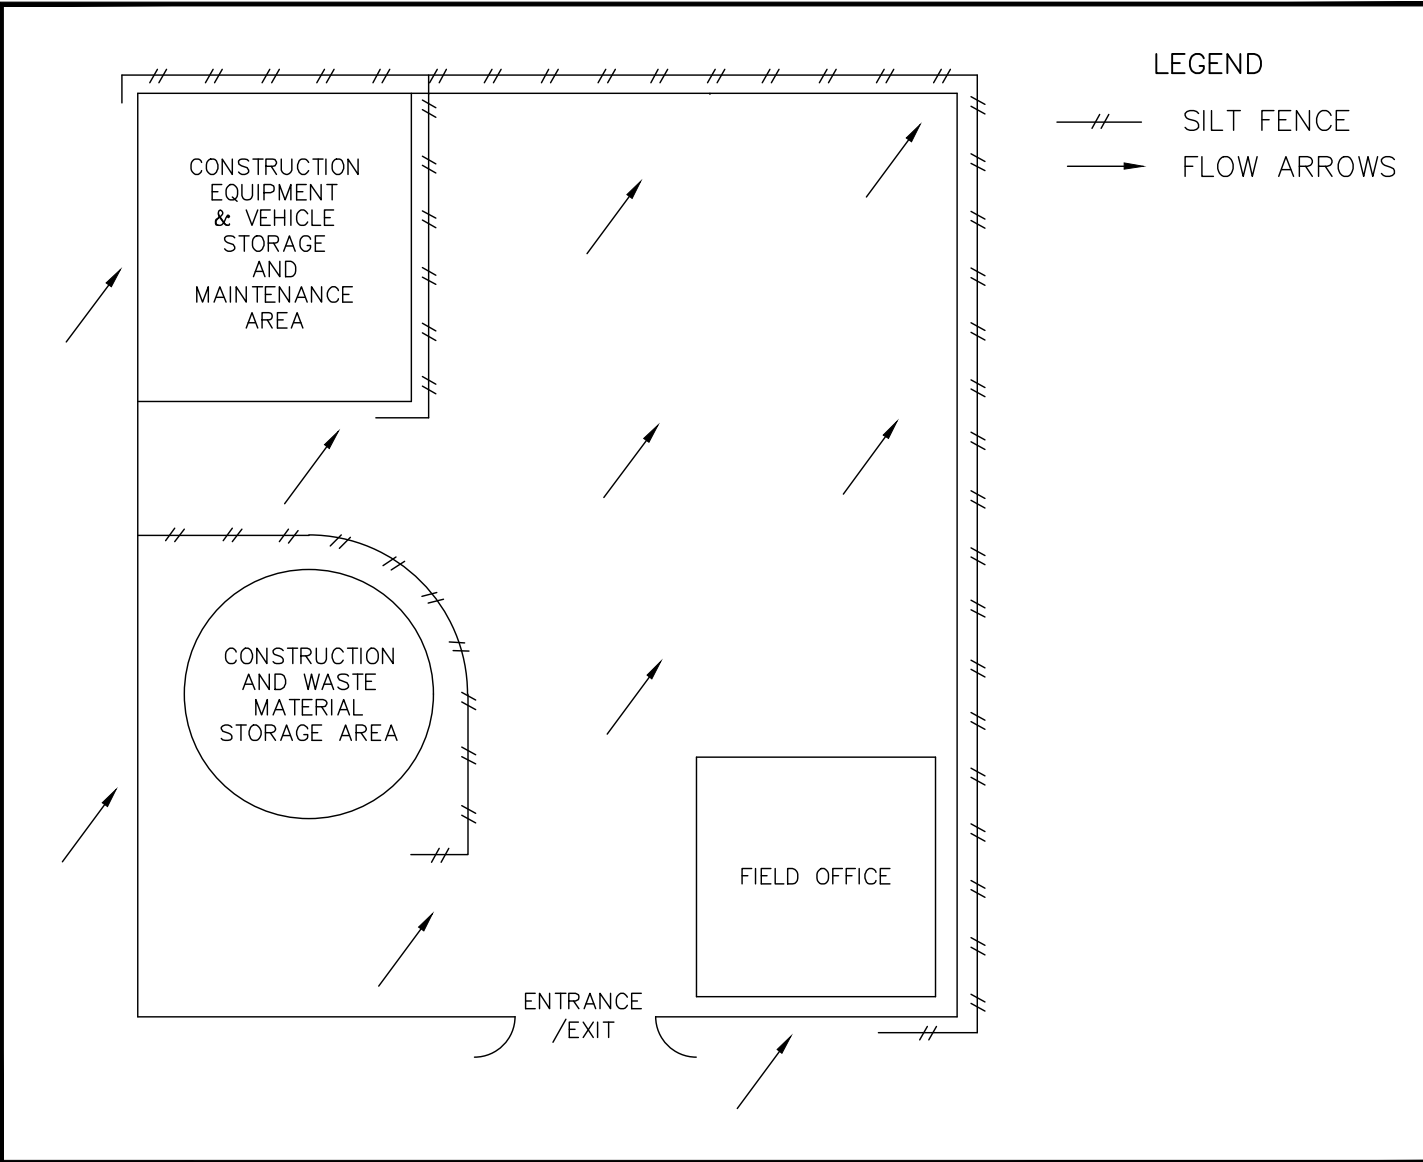 LEGEND
SILT FENCE
FLOW ARROWS
CONSTRUCTION
EQUIPMENT
& VEHICLE
STORAGE
AND
MAINTENANCE
AREA
CONSTRUCTION
AND WASTE
MATERIAL
STORAGE AREA
FIELD OFFICE
ENTRANCE
/EXIT